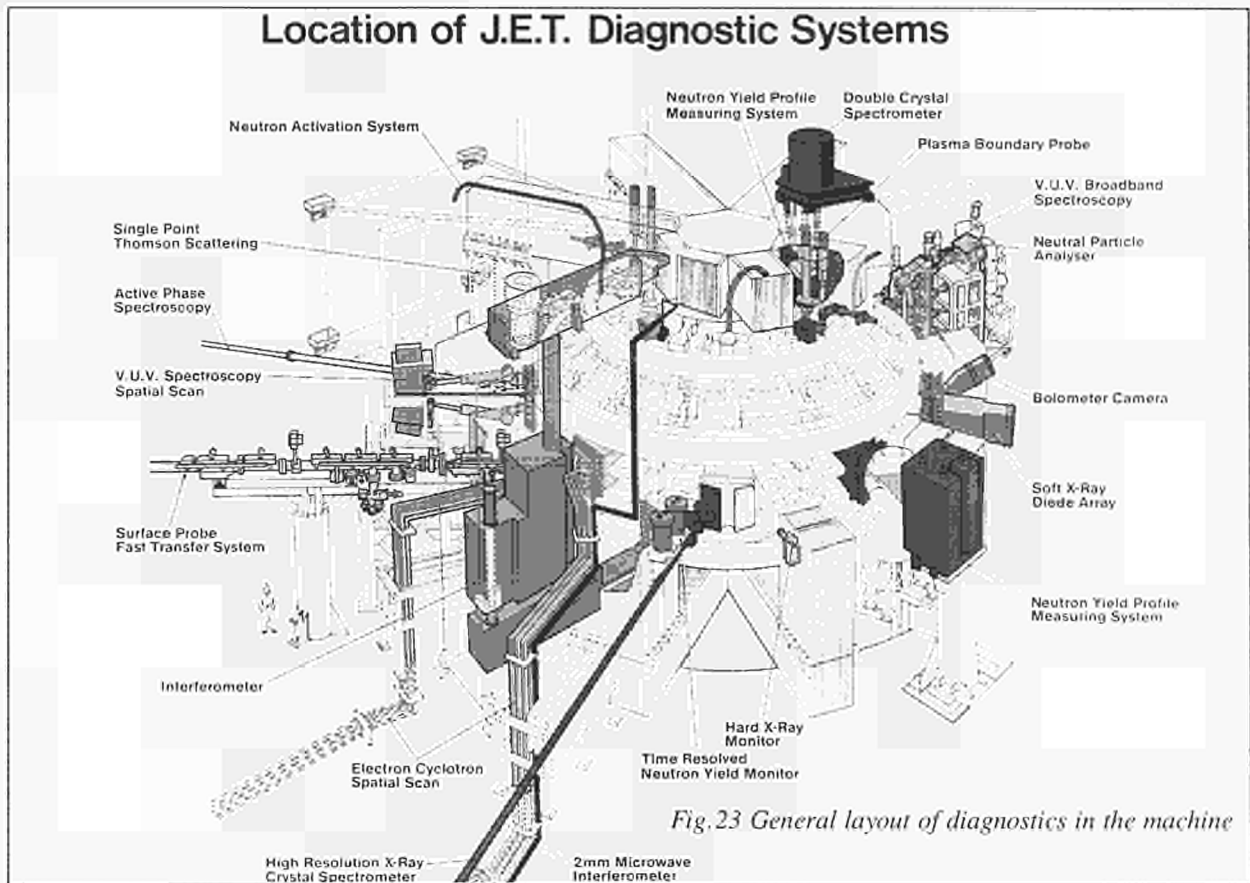 Location of J.E.T. Diagnostic Systems
Neutron Yield Profile
Measuring System
Double Crystal
Spectrometer
Neutron Activation System
Plasma Boundary Probe
V.U.V. Broadband
Spectroscopy
Single Point
Thomson Scattering
Neutral Particle
Analyser
Active Phase
Spectroscopy
V.U.V. Spectroscopy
Spatial Scan
Bolometer Camera
Soft X-Ray
Diode Array
Surface Probe
Fast Transfer System
Neutron Yield Profile
Measuring System
Interferometer
Hard X-Ray
Monitor
Electron Cyclotron
Spatial Scan
Time Resolved
Neutron Yield Monitor
Fig.23 General layout of diagnostics in the machine
High Resolution X-Ray
Crystal Spectrometer
2mm Microwave
Interferometer